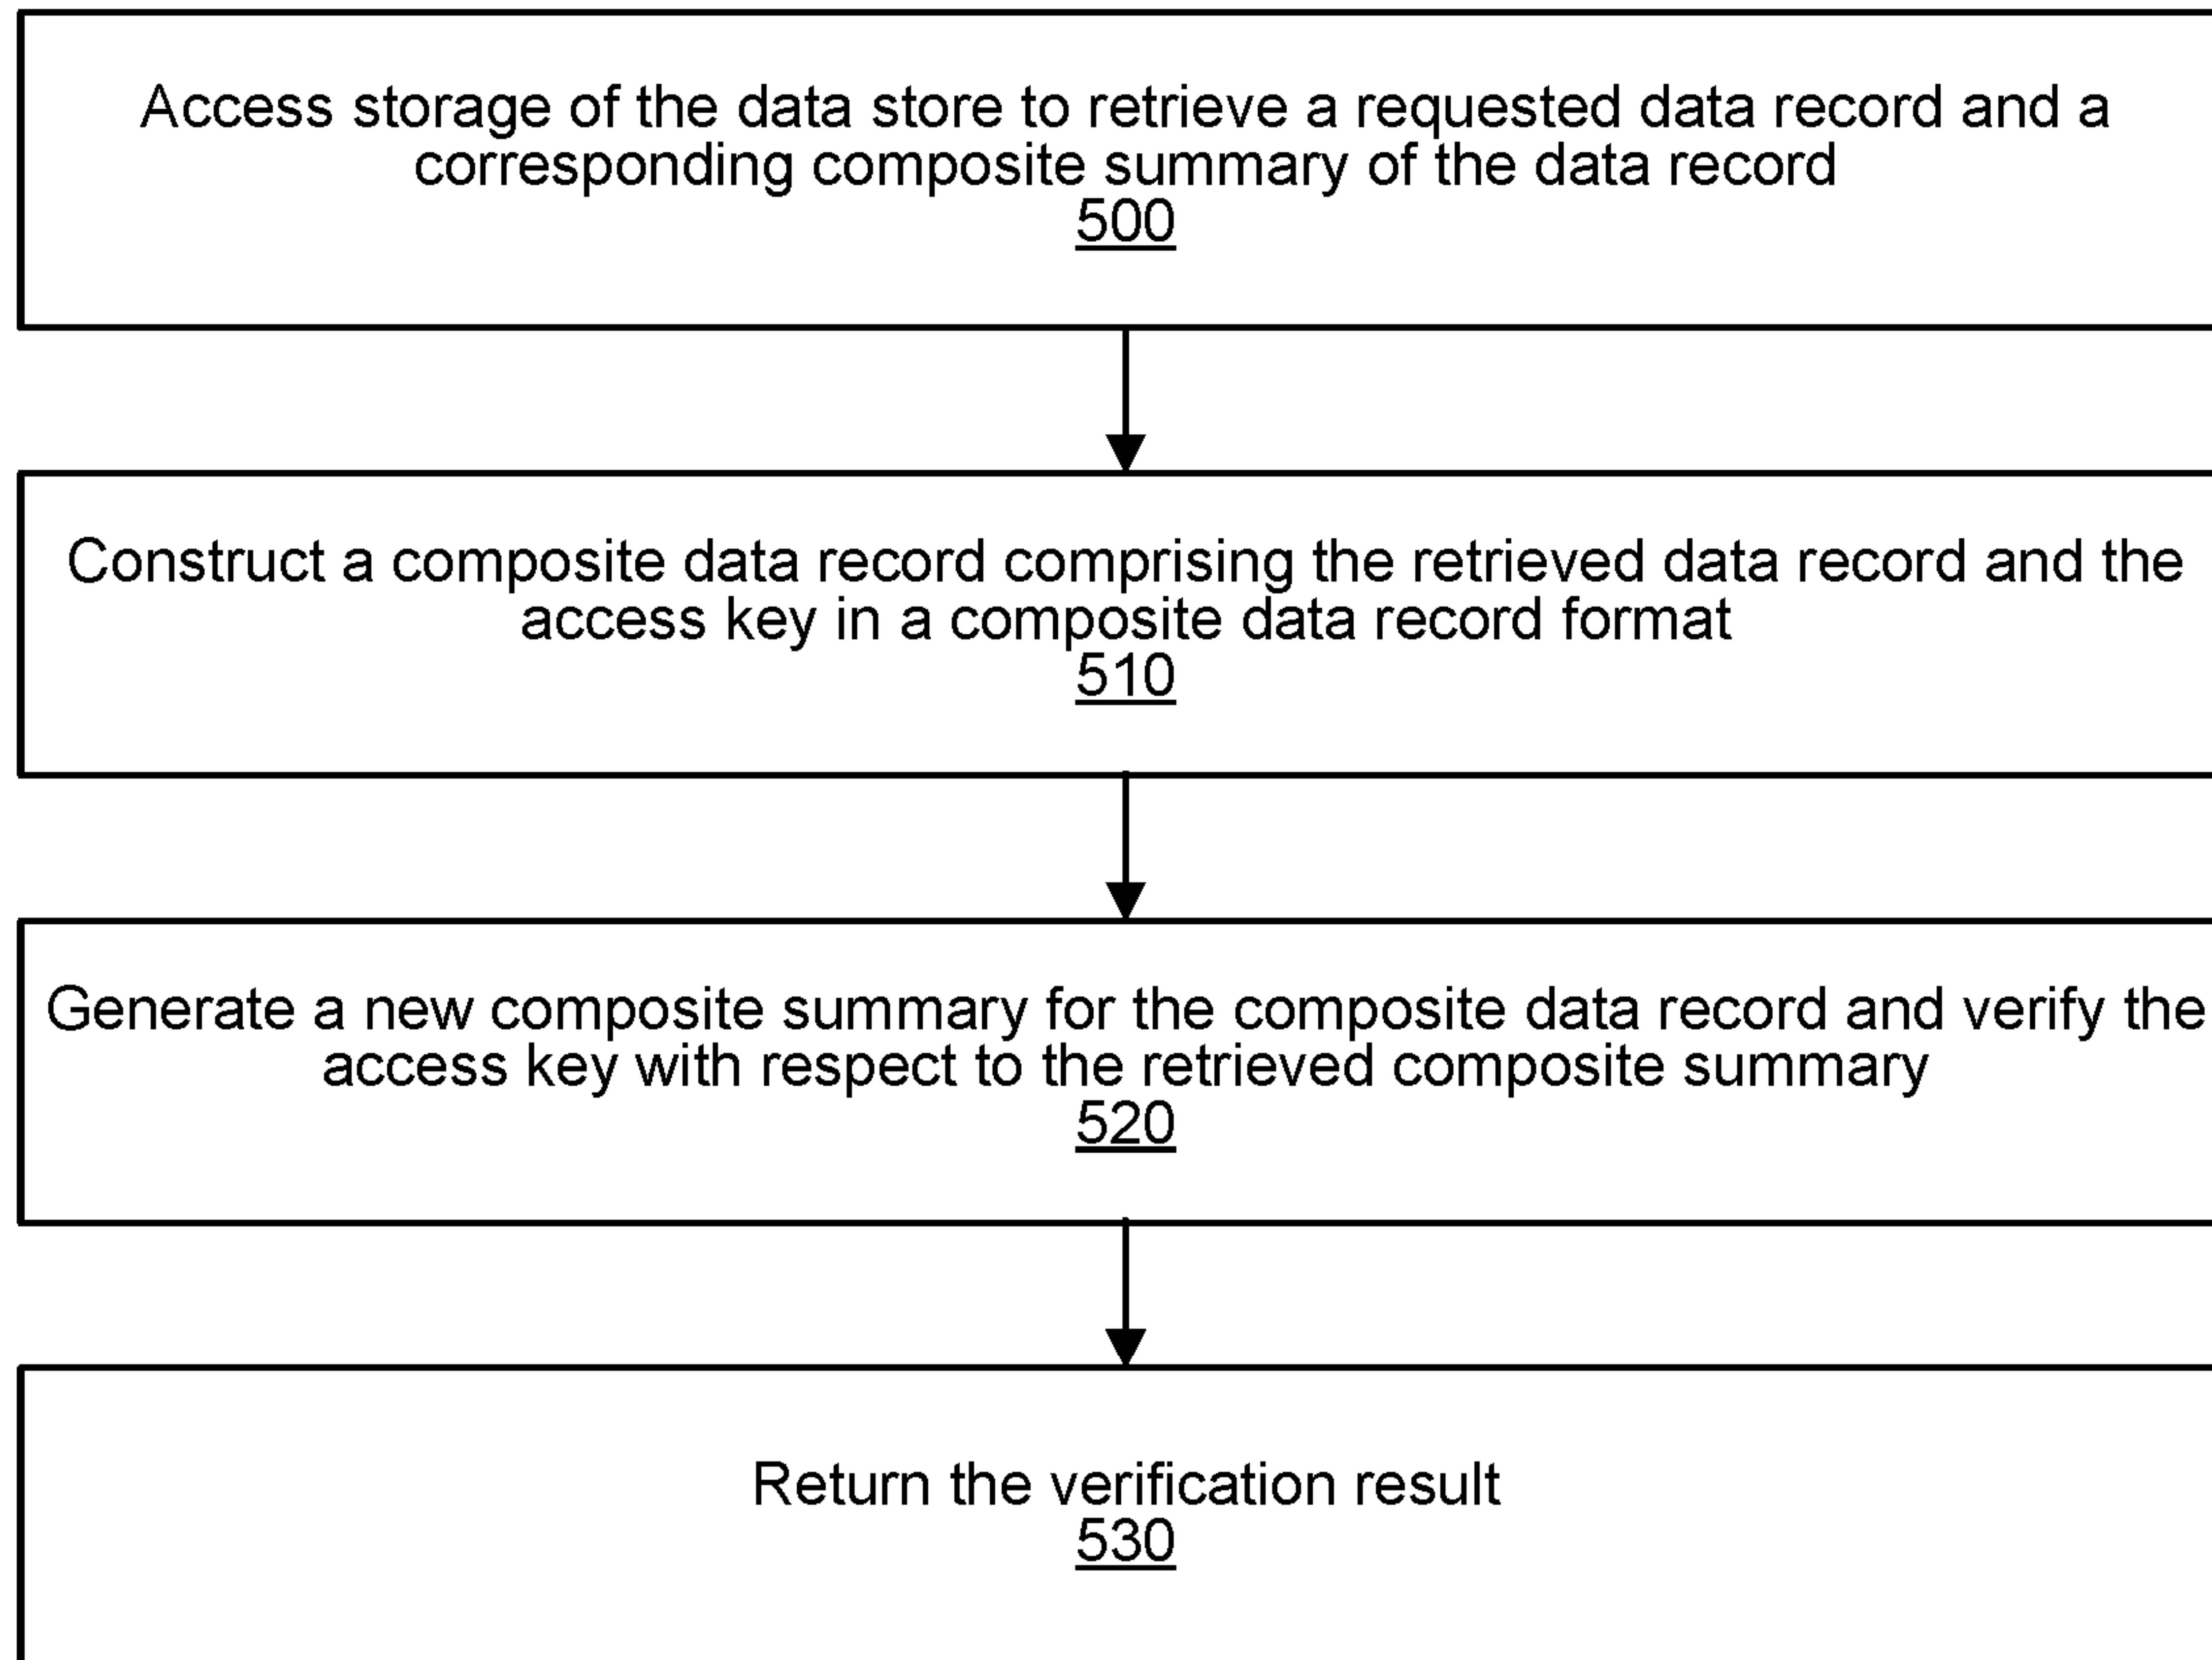 Access storage of the data store to retrieve a requested data record and a
corresponding composite summary of the data record
500
Construct a composite data record comprising the retrieved data record and the
access key in a composite data record format
510
Generate a new composite summary for the composite data record and verify the
access key with respect to the retrieved composite summary
520
Return the verification result
530